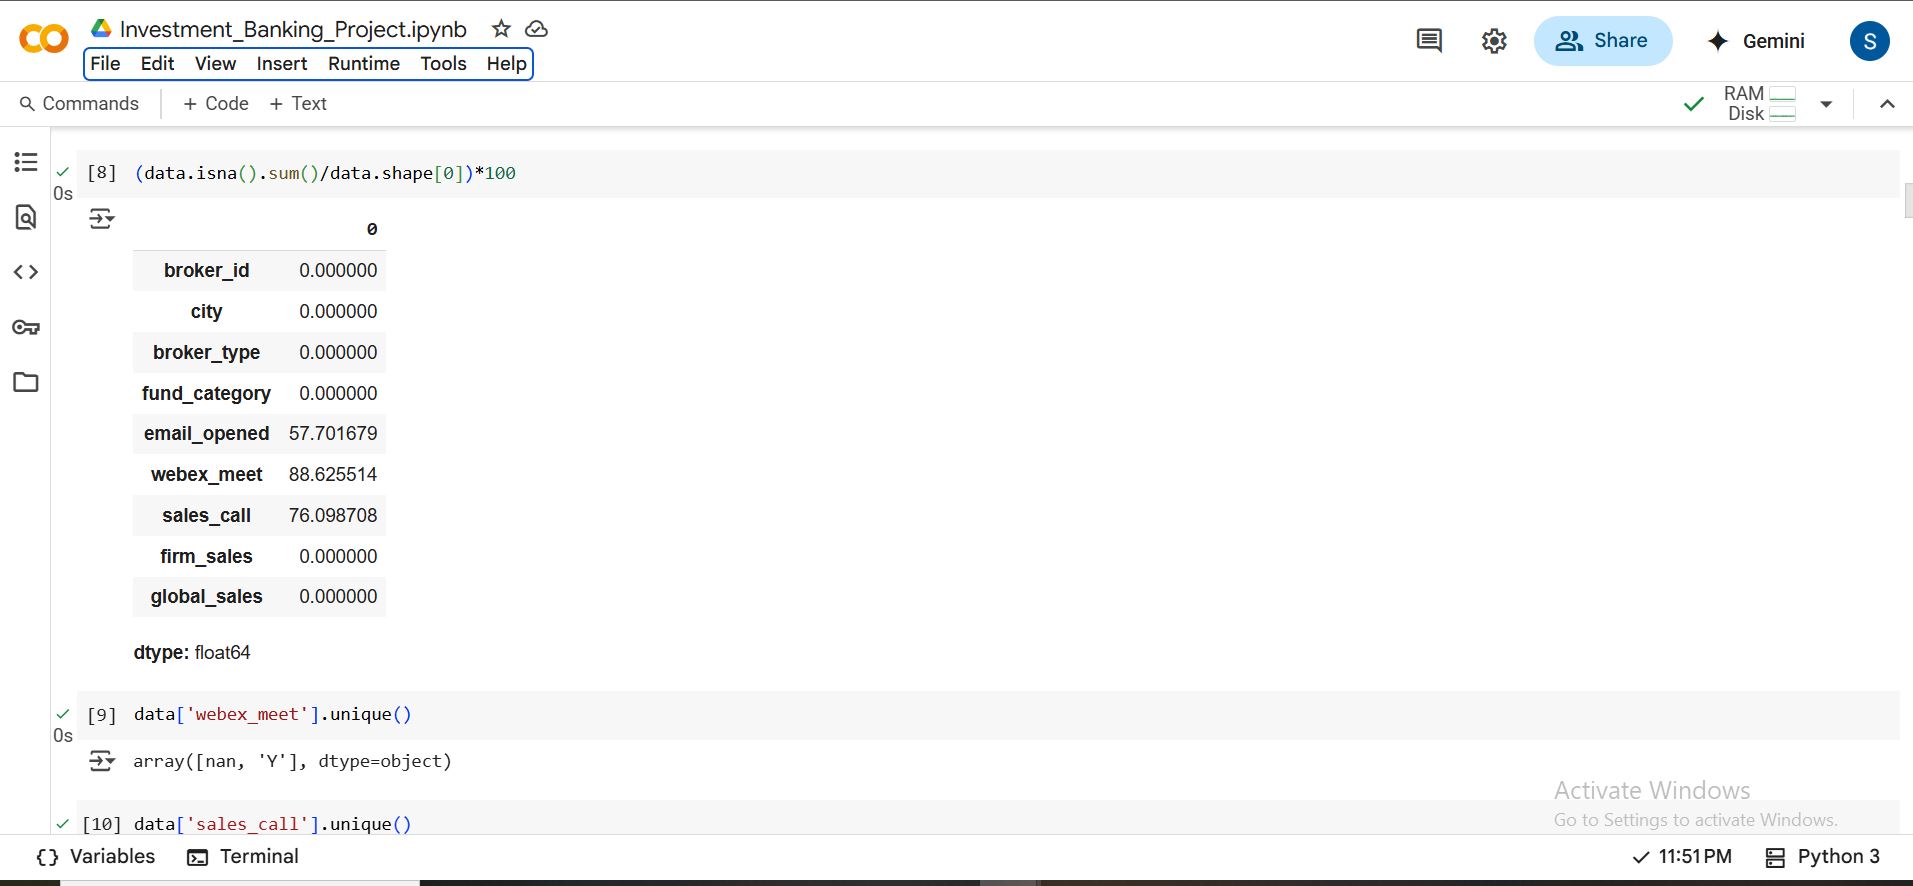 Investment_Banking_Project.ipynb
File Edit View Insert Runtime Tools Help
Share
Gemini
S
Commands
+ Code + Text
RAM
Disk
[8] (data.isna().sum()/data.shape[0])*100
0s
0
broker_id 0.000000
city 0.000000
broker_type 0.000000
fund_category 0.000000
email_opened 57.701679
webex_meet 88.625514
sales_call 76.098708
firm_sales 0.000000
global_sales 0.000000
dtype: float64
[9] data['webex_meet'].unique()
0s
array([nan, 'Y'], dtype=object)
[10] data['sales_call'].unique()
Activate Windows
Go to Settings to activate Windows.
{} Variables Terminal
11:51 PM Python 3